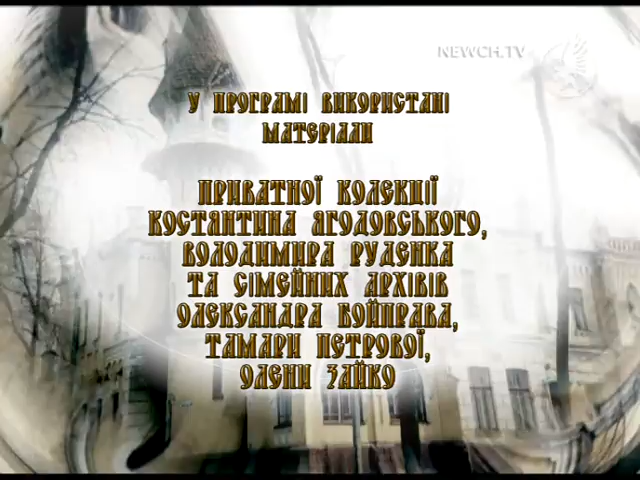 NEWCH.TV
У ПРОГРАМІ ВИКОРИСТАНІ
МАТЕРІАЛИ
ПРИВАТНОЇ КОЛЕКЦІЇ
КОСТЯНТИНА ЯГОДОВСЬКОГО,
ВОЛОДИМИРА РУДЕНКА
ТА СІМЕЙНИХ АРХІВІВ
ОЛЕКСАНДРА БОЙПРАВА,
ТАМАРИ ПЕТРОВОЇ,
ОЛЕНИ ЗАЙКО